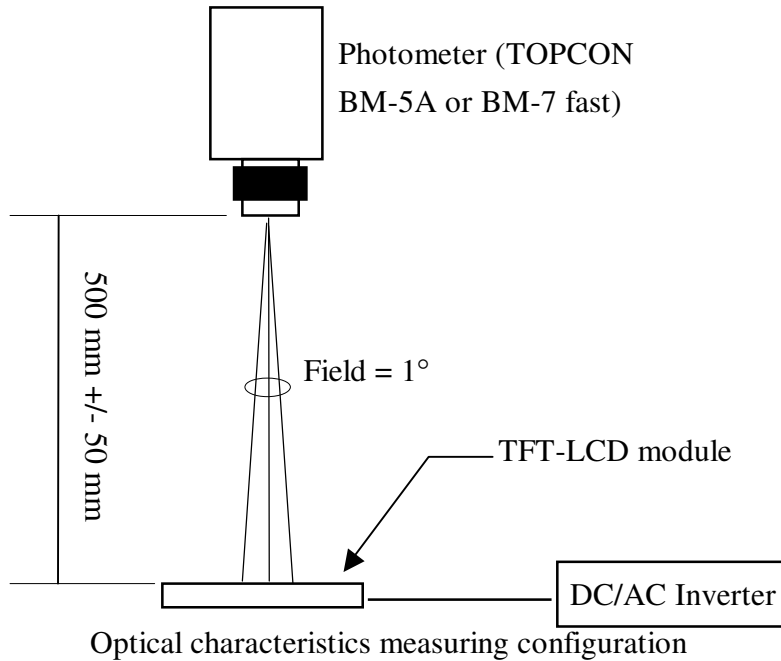 Photometer (TOPCON
BM-5A or BM-7 fast)
500 mm +/- 50 mm
Field = 1°
TFT-LCD module
DC/AC Inverter
Optical characteristics measuring configuration